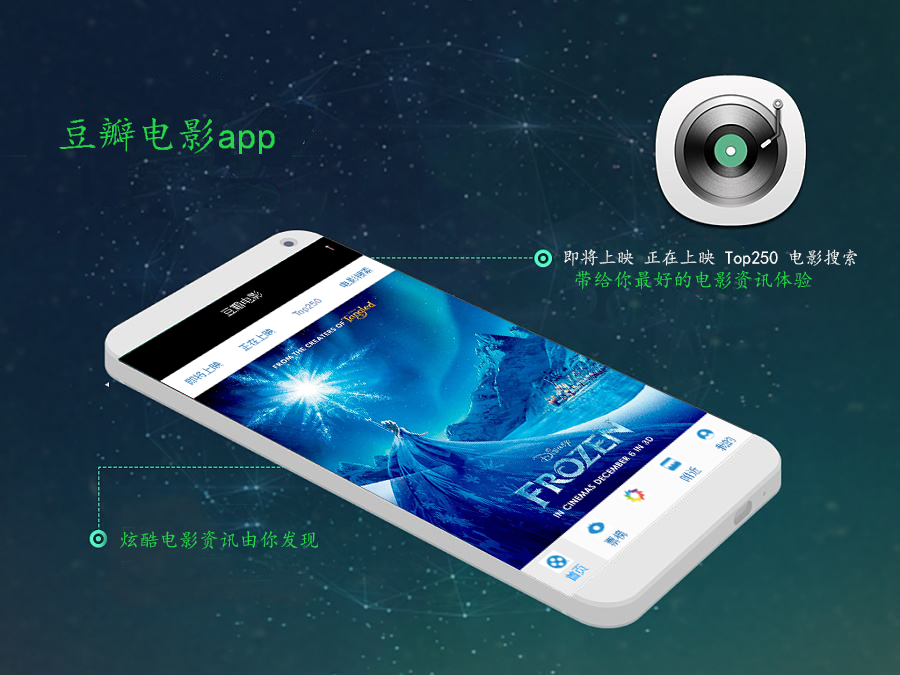 豆瓣电影app
即将上映 正在上映 Top250 电影搜索
带给你最好的电影资讯体验
豆瓣电影
即将上映 正在上映 Top250 电影搜索
FROM THE CREATORS OF Tangled
Disney
FROZEN
IN CINEMAS DECEMBER 6 IN 3D
首页 票榜 附近 我的
炫酷电影资讯由你发现